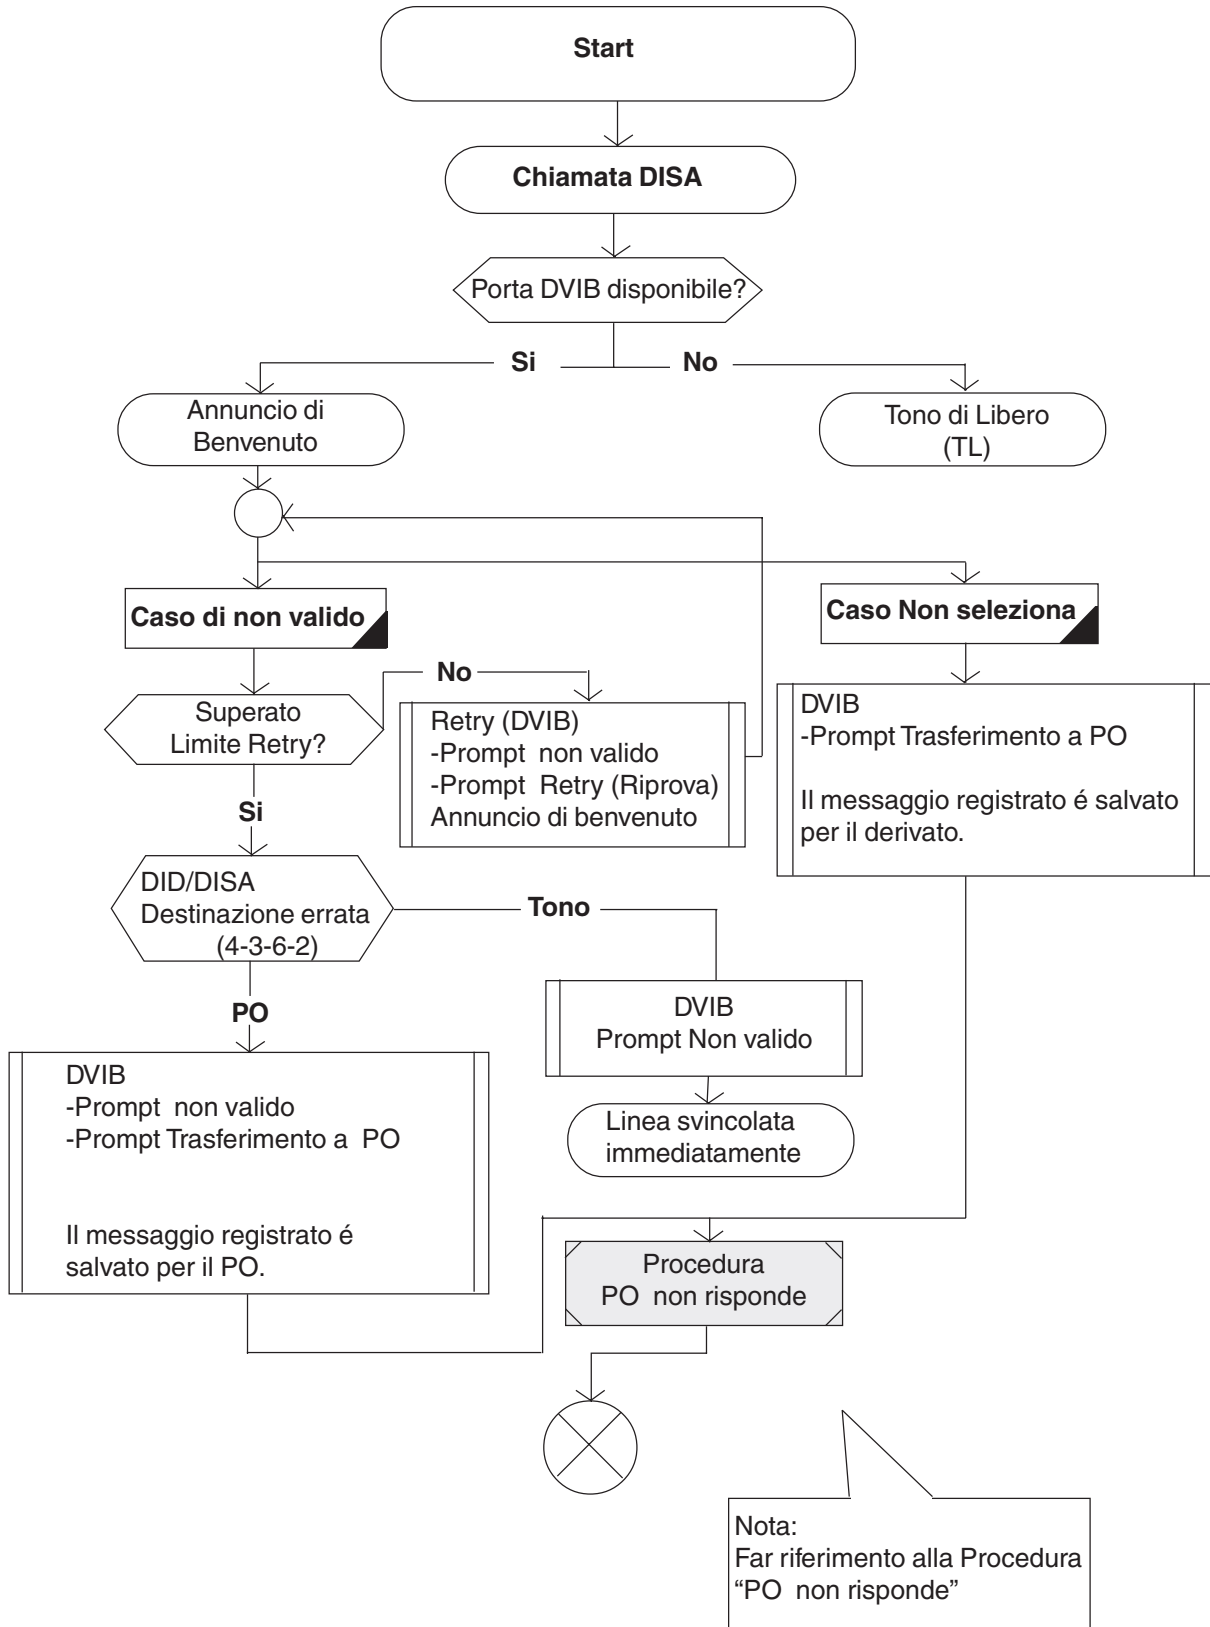 Start
Chiamata DISA
Porta DVIB disponibile?
Si
No
Annuncio di
Benvenuto
Tono di Libero
(TL)
Caso di non valido
Caso Non seleziona
No
Superato
Limite Retry?
Retry (DVIB)
-Prompt non valido
-Prompt Retry (Riprova)
Annuncio di benvenuto
DVIB
-Prompt Trasferimento a PO
Il messaggio registrato é salvato
per il derivato.
Si
DID/DISA
Destinazione errata
(4-3-6-2)
Tono
PO
DVIB
Prompt Non valido
DVIB
-Prompt non valido
-Prompt Trasferimento a PO
Il messaggio registrato é
salvato per il PO.
Linea svincolata
immediatamente
Procedura
PO non risponde
Nota:
Far riferimento alla Procedura
“PO non risponde”